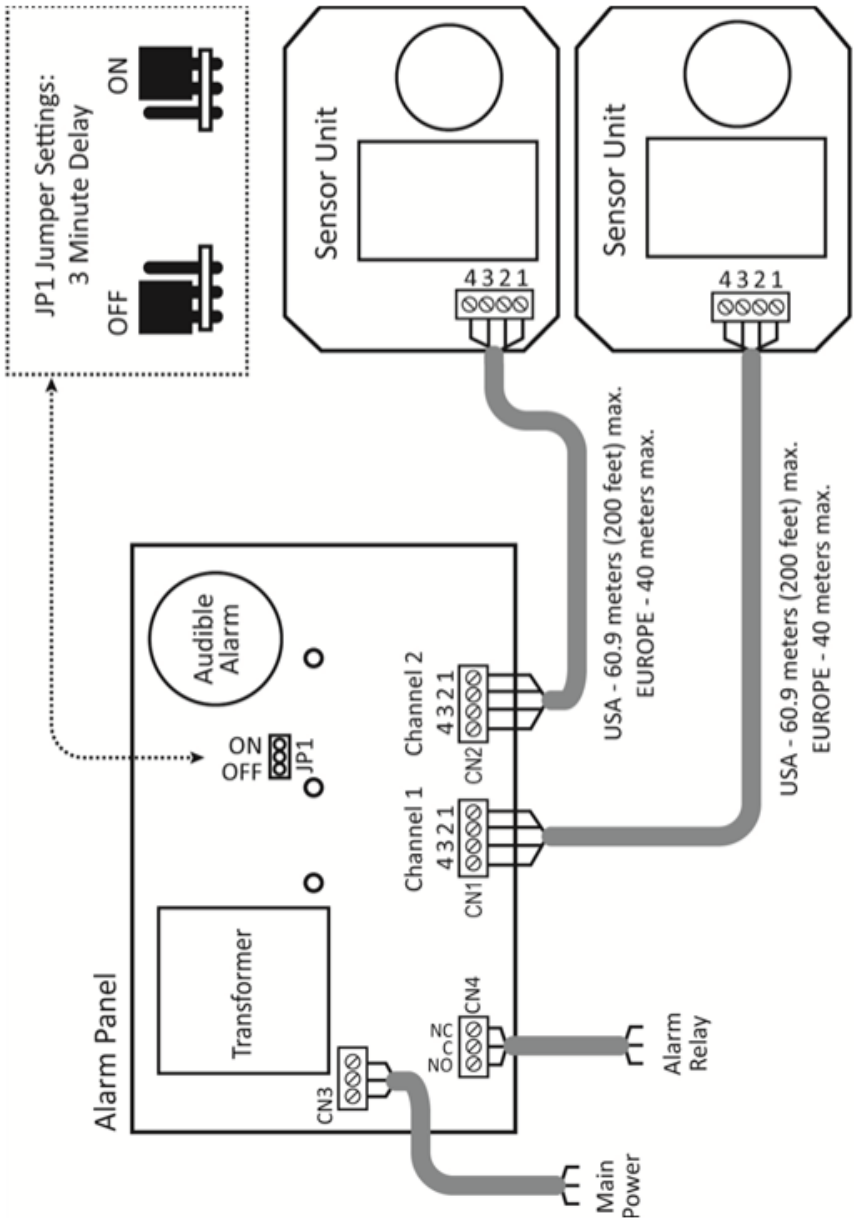 JP1 Jumper Settings:
3 Minute Delay
OFF
ON
Alarm Panel
Transformer
Audible
Alarm
ON
OFF
JP1
CN3
NC
C
NO
CN4
Channel 1
4 3 2 1
CN1
Channel 2
4 3 2 1
CN2
Main
Power
Alarm
Relay
Sensor Unit
4 3 2 1
USA - 60.9 meters (200 feet) max.
EUROPE - 40 meters max.
Sensor Unit
4 3 2 1
USA - 60.9 meters (200 feet) max.
EUROPE - 40 meters max.